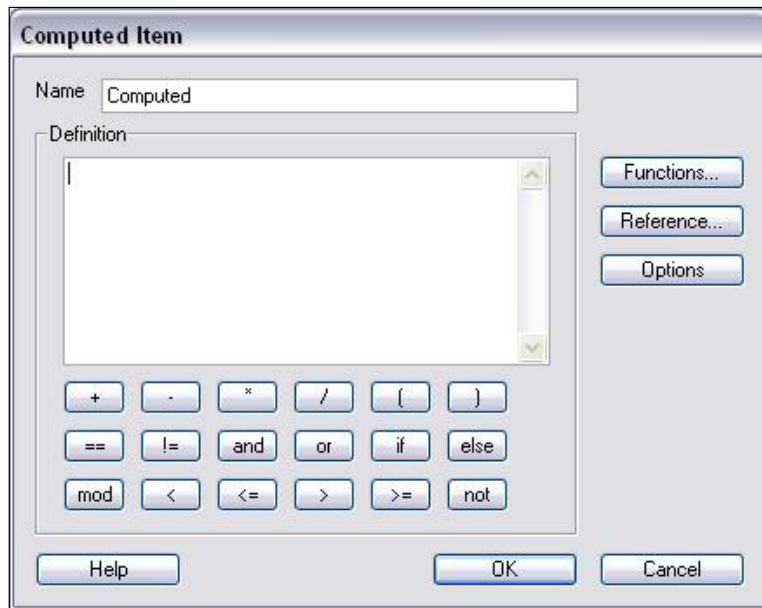 Computed Item
Name Computed
Definition
Functions...
Reference...
Options
+ - * / ( )
== != and or if else
mod < <= > >= not
Help OK Cancel